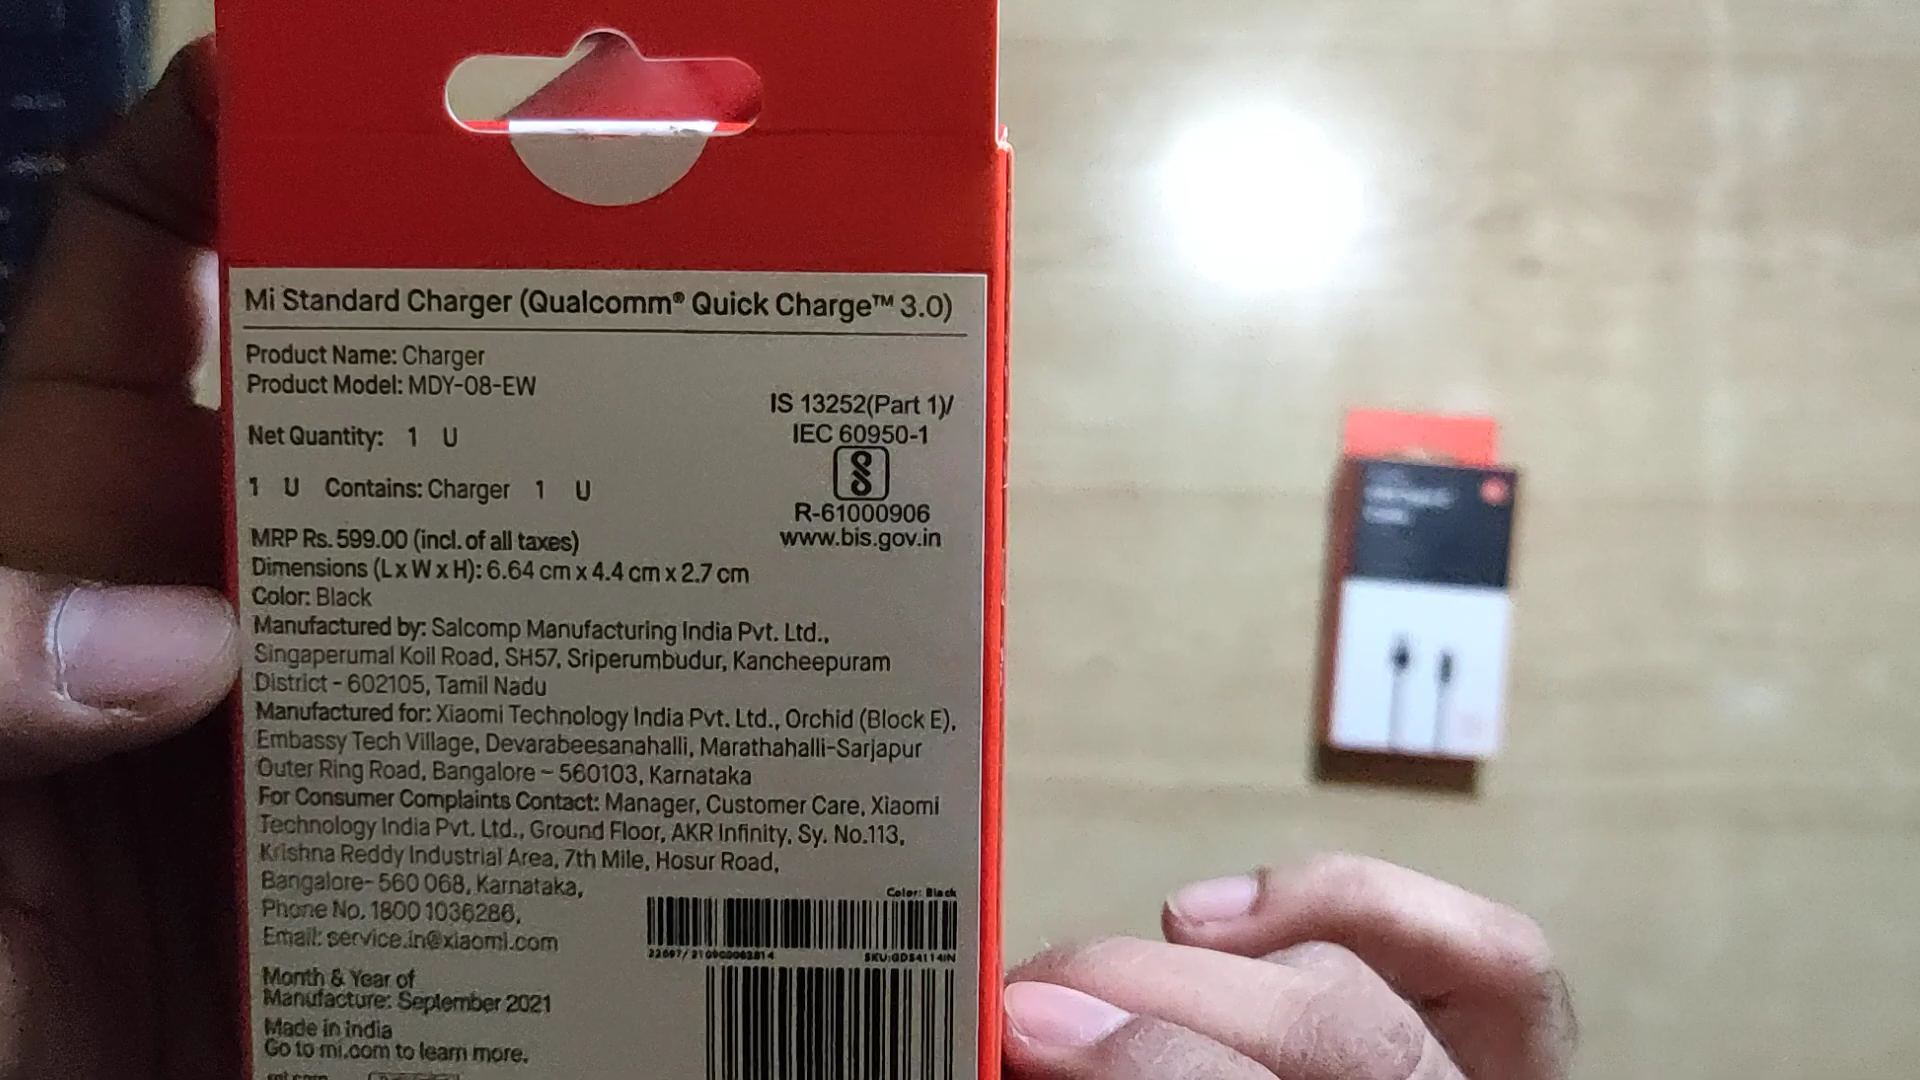 Mi Standard Charger (Qualcomm® Quick Charge™ 3.0)
Product Name: Charger
Product Model: MDY-08-EW
IS 13252(Part 1)/
IEC 60950-1
R-61000906
www.bis.gov.in
Net Quantity: 1 U
1 U Contains: Charger 1 U
MRP Rs. 599.00 (incl. of all taxes)
Dimensions (L x W x H): 6.64 cm x 4.4 cm x 2.7 cm
Color: Black
Manufactured by: Salcomp Manufacturing India Pvt. Ltd.,
Singaperumal Koil Road, SH57, Sriperumbudur, Kancheepuram
District - 602105, Tamil Nadu
Manufactured for: Xiaomi Technology India Pvt. Ltd., Orchid (Block E),
Embassy Tech Village, Devarabeesanahalli, Marathahalli-Sarjapur
Outer Ring Road, Bangalore – 560103, Karnataka
For Consumer Complaints Contact: Manager, Customer Care, Xiaomi
Technology India Pvt. Ltd., Ground Floor, AKR Infinity, Sy. No.113,
Krishna Reddy Industrial Area, 7th Mile, Hosur Road,
Bangalore- 560 068, Karnataka,
Phone No. 1800 1036286,
Email: service.in@xiaomi.com
Color: Black
SKU:GDS4114IN
Month & Year of
Manufacture: September 2021
Made in India
Go to mi.com to learn more.